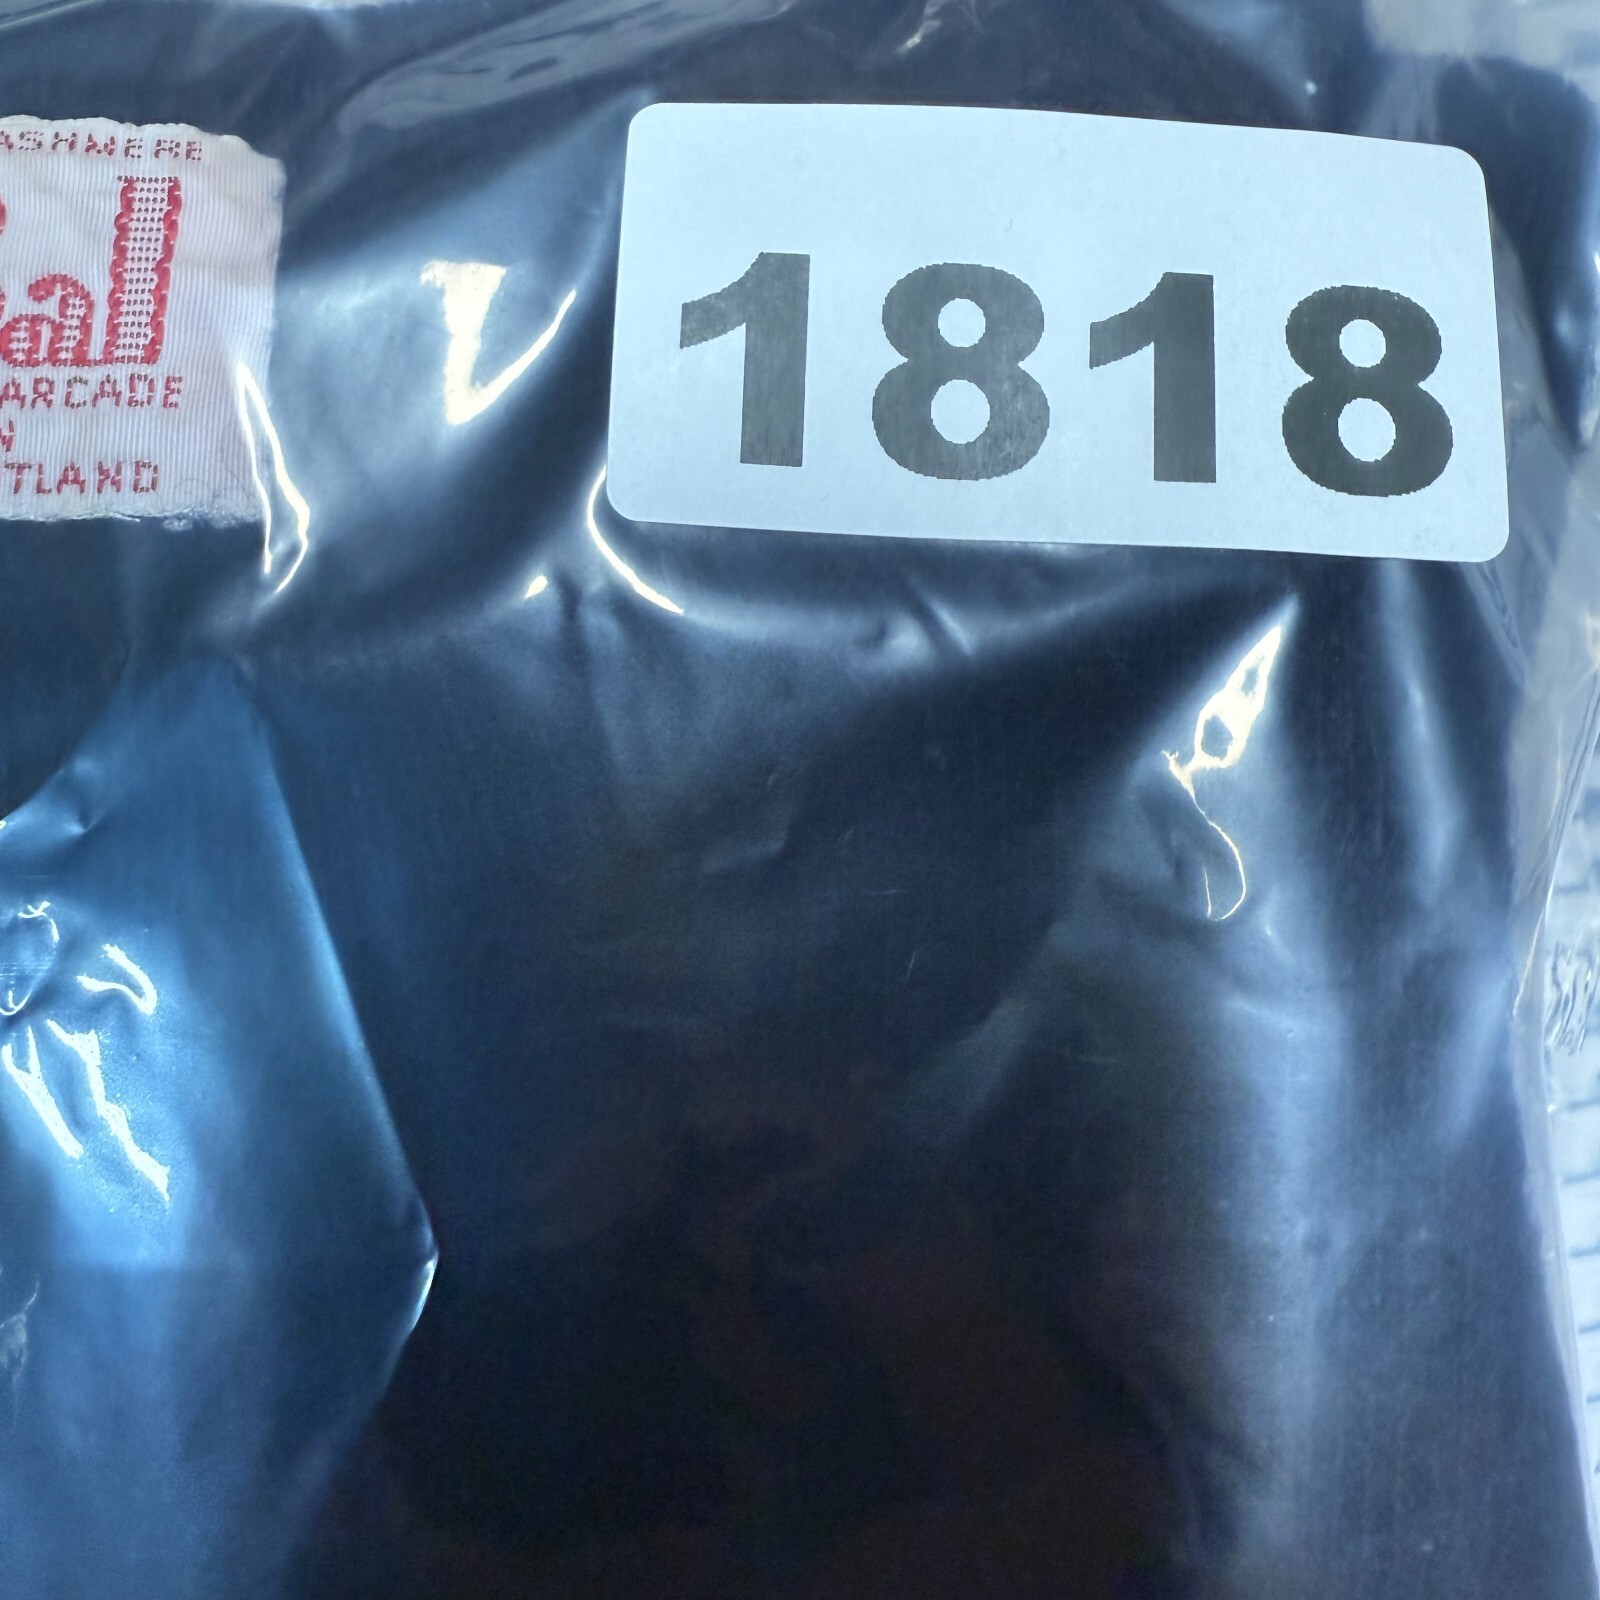 ASHMERE
al
ARCADE
N
TLAND
1818